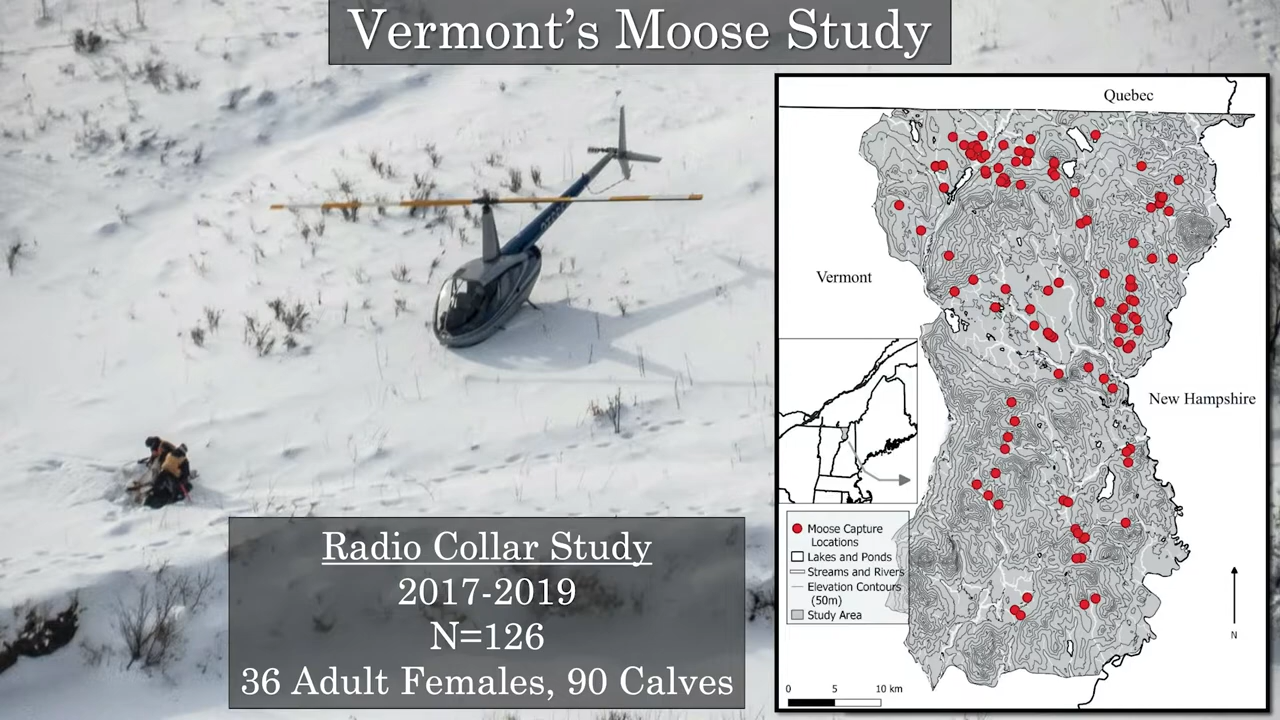 Vermont's Moose Study
Quebec
Vermont
New Hampshire
Moose Capture
Locations
Lakes and Ponds
Streams and Rivers
Elevation Contours
(50m)
Study Area
N
0 5 10 km
Radio Collar Study
2017-2019
N=126
36 Adult Females, 90 Calves